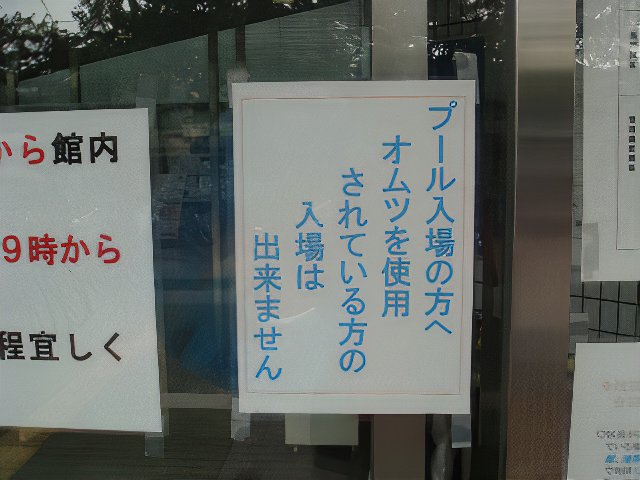 プール入場の方へ
オムツを使用
されている方の
入場は
出来ません
から館内
9時から
程宜しく